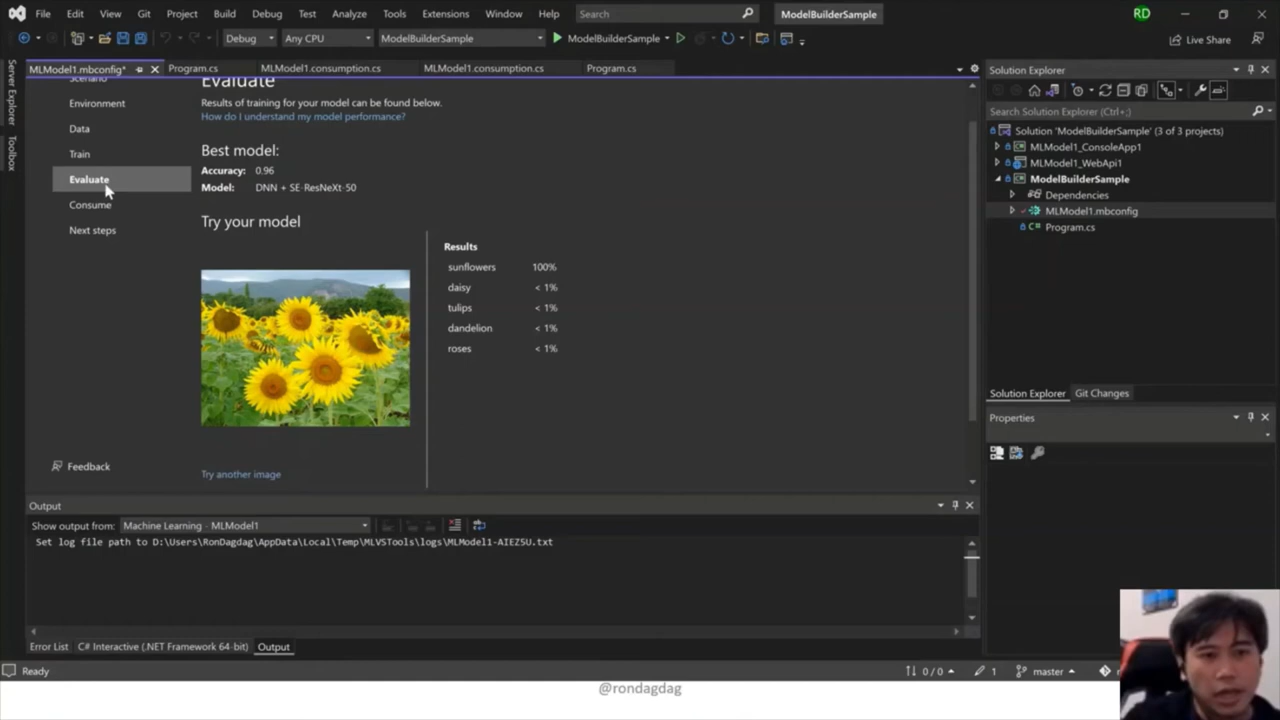 File Edit View Git Project Build Debug Test Analyze Tools Extensions Window Help Search ModelBuilderSample RD
Debug Any CPU ModelBuilderSample ModelBuilderSample Live Share
MLModel1.mbconfig* Program.cs MLModel1.consumption.cs MLModel1.consumption.cs Program.cs
Server Explorer
Toolbox
Scenario
Environment
Data
Train
Evaluate
Consume
Next steps
Feedback
Evaluate
Results of training for your model can be found below.
How do I understand my model performance?
Best model:
Accuracy: 0.96
Model: DNN + SE-ResNeXt-50
Try your model
Try another image
Results
sunflowers 100%
daisy < 1%
tulips < 1%
dandelion < 1%
roses < 1%
Solution Explorer
Search Solution Explorer (Ctrl+;)
Solution 'ModelBuilderSample' (3 of 3 projects)
MLModel1_ConsoleApp1
MLModel1_WebApi1
ModelBuilderSample
Dependencies
MLModel1.mbconfig
Program.cs
Solution Explorer Git Changes
Properties
Output
Show output from: Machine Learning - MLModel1
Set log file path to D:\Users\RonDagdag\AppData\Local\Temp\MLVSTools\logs\MLModel1-AIEZ5U.txt
Error List C# Interactive (.NET Framework 64-bit) Output
Ready 0 / 0 1 master
@rondagdag